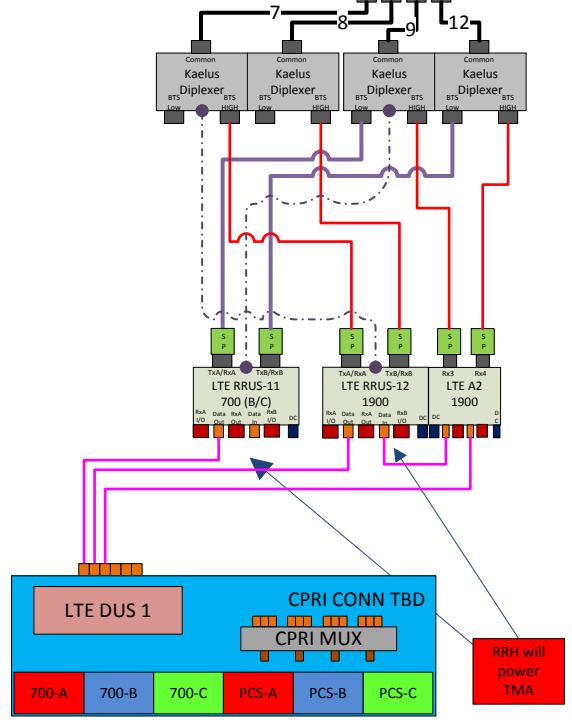 7
8
9
12
Common
Kaelus
Diplexer
BTS
Low
BTS
HIGH
Common
Kaelus
Diplexer
BTS
Low
BTS
HIGH
Common
Kaelus
Diplexer
BTS
Low
BTS
HIGH
Common
Kaelus
Diplexer
BTS
Low
BTS
HIGH
S
P
S
P
S
P
S
P
S
P
S
P
TxA/RxA
TxB/RxB
LTE RRUS-11
700 (B/C)
RxA
I/O
Data
Out
RxA
Out
Data
In
RxB
I/O
DC
TxA/RxA
TxB/RxB
LTE RRUS-12
1900
RxA
I/O
Data
Out
RxA
Out
Data
In
RxB
I/O
DC
Rx3
Rx4
LTE A2
1900
DC
D
C
LTE DUS 1
CPRI CONN TBD
CPRI MUX
700-A
700-B
700-C
PCS-A
PCS-B
PCS-C
RRH will
power
TMA